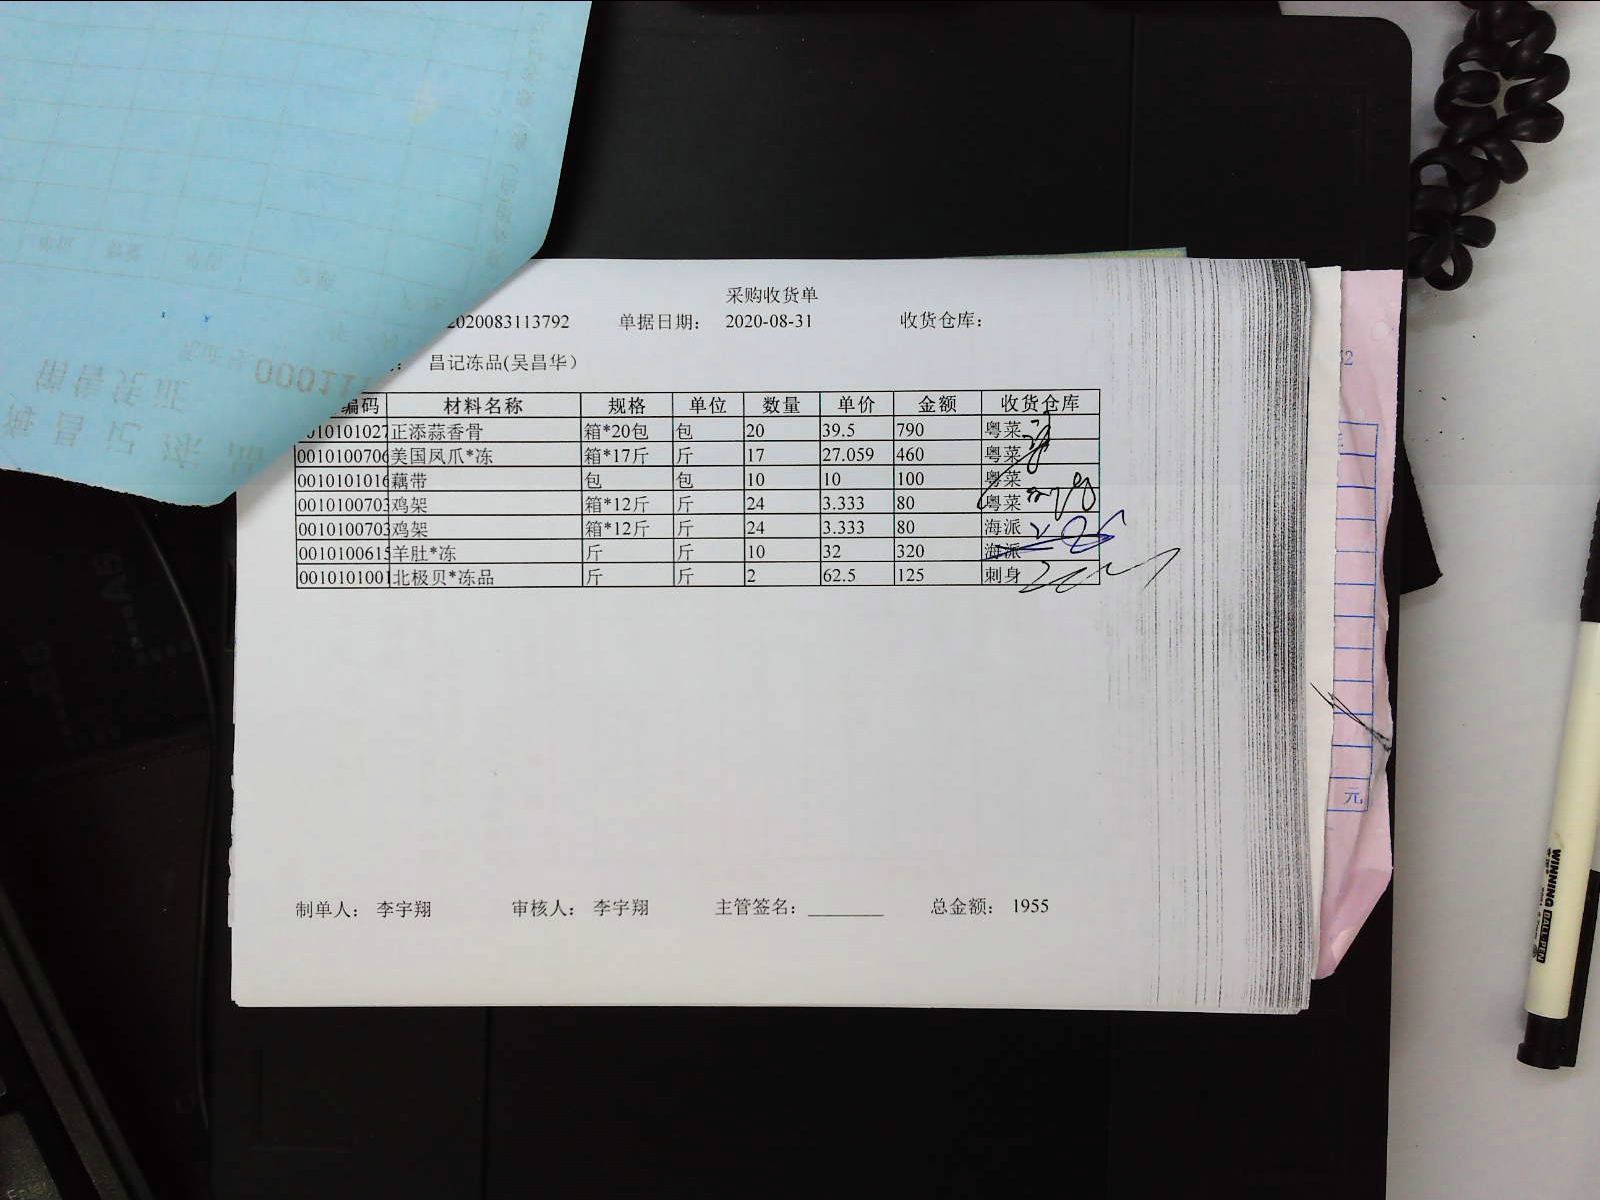 采购收货单
2020083113792 单据日期： 2020-08-31 收货仓库：
： 昌记冻品(吴昌华）
编码 材料名称 规格 单位 数量 单价 金额 收货仓库
010101027 正添蒜香骨 箱*20包 包 20 39.5 790 粤菜
0010100706 美国凤爪*冻 箱*17斤 斤 17 27.059 460 粤菜
0010101016 藕带 包 包 10 10 100 粤菜
0010100703 鸡架 箱*12斤 斤 24 3.333 80 粤菜
0010100703 鸡架 箱*12斤 斤 24 3.333 80 海派
0010100615 羊肚*冻 斤 斤 10 32 320 海派
0010101001 北极贝*冻品 斤 斤 2 62.5 125 刺身
制单人： 李宇翔 审核人： 李宇翔 主管签名： 总金额： 1955
元
WINNING BALL-PEN